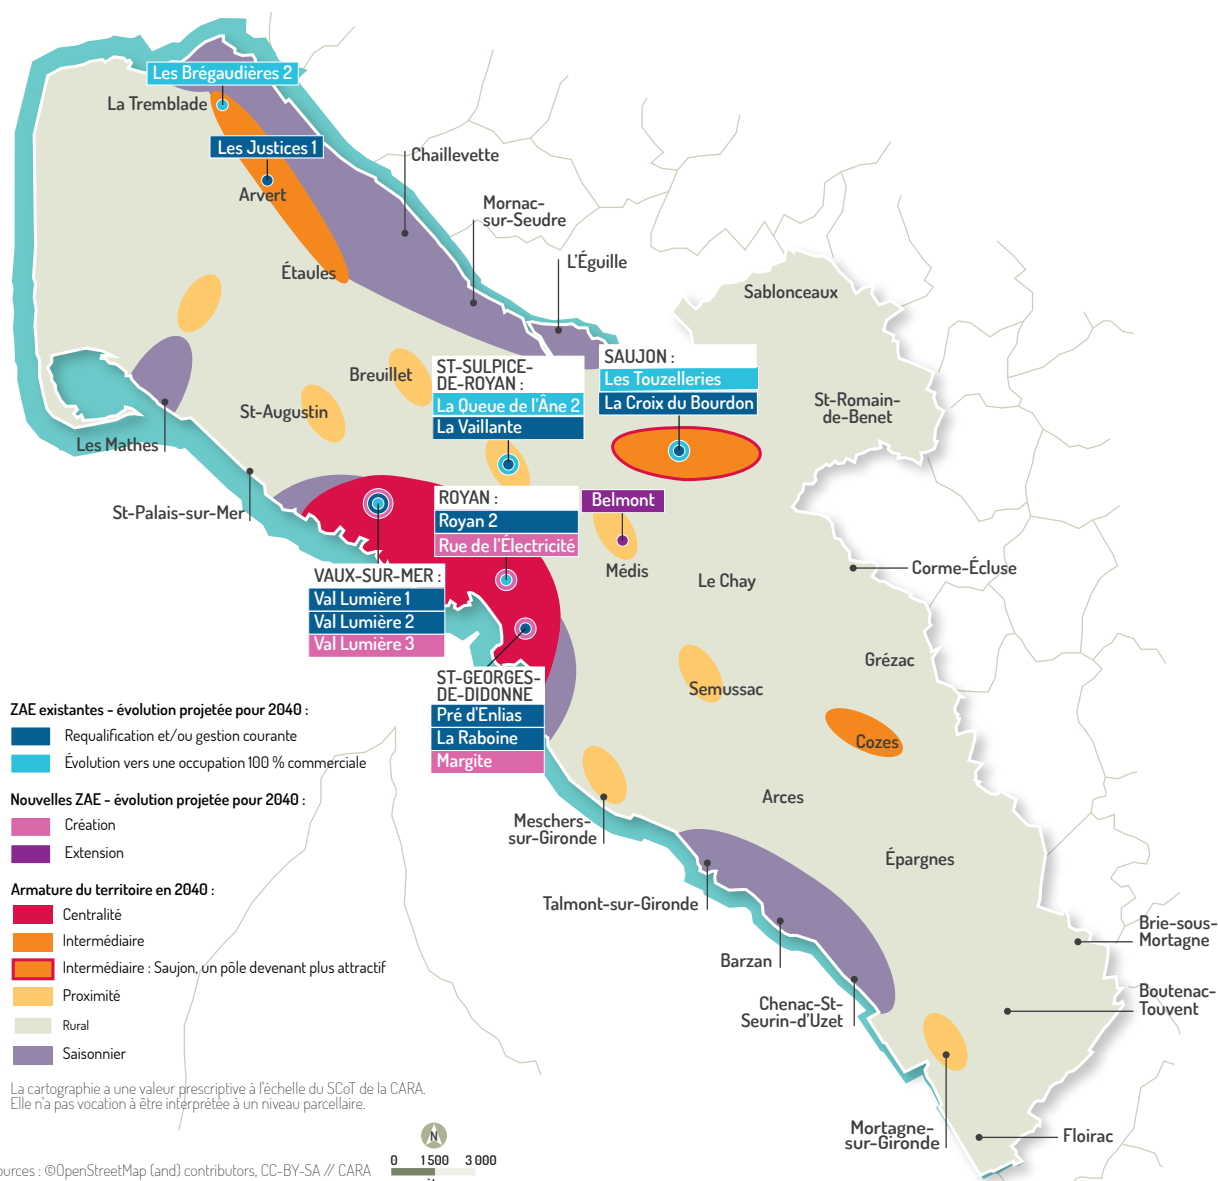 Les Brégaudières 2
La Tremblade
Les Justices 1
Arvert
Chaillevette
Mornac-
sur-Seudre
L'Éguille
Étaules
Sablonceaux
Breuillet
ST-SULPICE-
DE-ROYAN :
La Queue de l'Âne 2
La Vaillante
SAUJON :
Les Touzelleries
La Croix du Bourdon
St-Romain-
de-Benet
St-Augustin
Les Mathes
St-Palais-sur-Mer
ROYAN :
Royan 2
Rue de l'Électricité
Belmont
Médis
Le Chay
Corme-Écluse
VAUX-SUR-MER :
Val Lumière 1
Val Lumière 2
Val Lumière 3
Grézac
ST-GEORGES-
DE-DIDONNE
Pré d'Enlias
La Raboine
Margite
Semussac
Cozes
Arces
Meschers-
sur-Gironde
Épargnes
Talmont-sur-Gironde
Barzan
Brie-sous-
Mortagne
Chenac-St-
Seurin-d'Uzet
Boutenac-
Touvent
Mortagne-
sur-Gironde
Floirac
ZAE existantes - évolution projetée pour 2040 :
Requalification et/ou gestion courante
Évolution vers une occupation 100 % commerciale
Nouvelles ZAE - évolution projetée pour 2040 :
Création
Extension
Armature du territoire en 2040 :
Centralité
Intermédiaire
Intermédiaire : Saujon, un pôle devenant plus attractif
Proximité
Rural
Saisonnier
La cartographie a une valeur prescriptive à l'échelle du SCoT de la CARA.
Elle n'a pas vocation à être interprétée à un niveau parcellaire.
N
0 1 500 3 000
ources : ©OpenStreetMap (and) contributors, CC-BY-SA // CARA